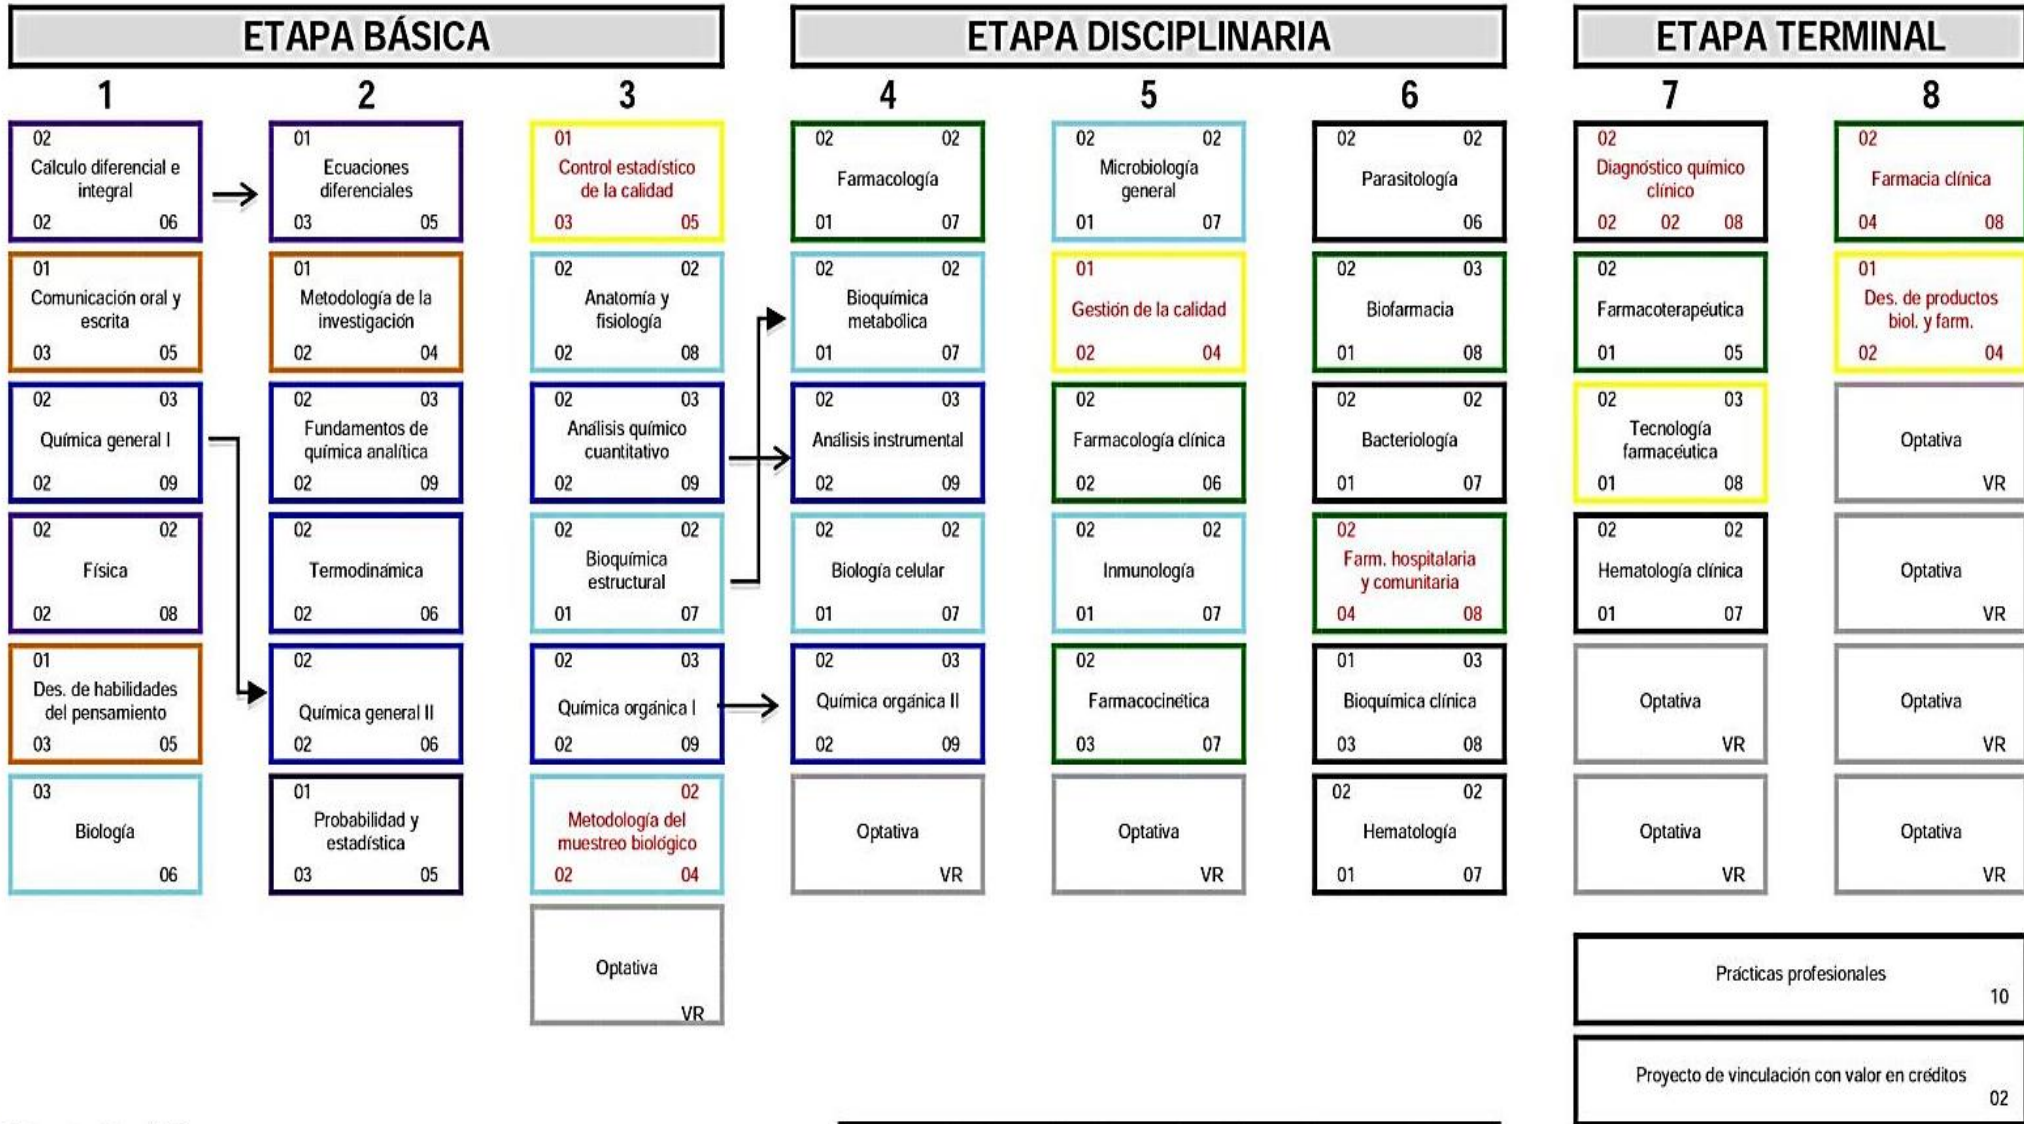 ETAPA BÁSICA
ETAPA DISCIPLINARIA
ETAPA TERMINAL
1
2
3
4
5
6
7
8
02
Cálculo diferencial e
integral
02 06
01
Ecuaciones
diferenciales
03 05
01
Control estadístico
de la calidad
03 05
02 02
Farmacología
01 07
02 02
Microbiología
general
01 07
02 02
Parasitología
06
02
Diagnóstico químico
clínico
02 02 08
02
Farmacia clínica
04 08
01
Comunicación oral y
escrita
03 05
01
Metodología de la
investigación
02 04
02 02
Anatomía y
fisiología
02 08
02 02
Bioquímica
metabólica
01 07
01
Gestión de la calidad
02 04
02 03
Biofarmacia
01 08
02
Farmacoterapéutica
01 05
01
Des. de productos
biol. y farm.
02 04
02 03
Química general I
02 09
02 03
Fundamentos de
química analítica
02 09
02 03
Análisis químico
cuantitativo
02 09
02 03
Análisis instrumental
02 09
02
Farmacología clínica
02 06
02 02
Bacteriología
01 07
02 03
Tecnología
farmacéutica
01 08
Optativa
VR
02 02
Física
02 08
02
Termodinámica
02 06
02 02
Bioquímica
estructural
01 07
02 02
Biología celular
01 07
02 02
Inmunología
01 07
02
Farm. hospitalaria
y comunitaria
04 08
02 02
Hematología clínica
01 07
Optativa
VR
01
Des. de habilidades
del pensamiento
03 05
02
Química general II
02 06
02 03
Química orgánica I
02 09
02 03
Química orgánica II
02 09
02
Farmacocinética
03 07
01 03
Bioquímica clínica
03 08
Optativa
VR
Optativa
VR
03
Biología
06
01
Probabilidad y
estadística
03 05
02
Metodología del
muestreo biológico
02 04
Optativa
VR
Optativa
VR
02 02
Hematología
01 07
Optativa
VR
Optativa
VR
Optativa
VR
Prácticas profesionales
10
Proyecto de vinculación con valor en créditos
02